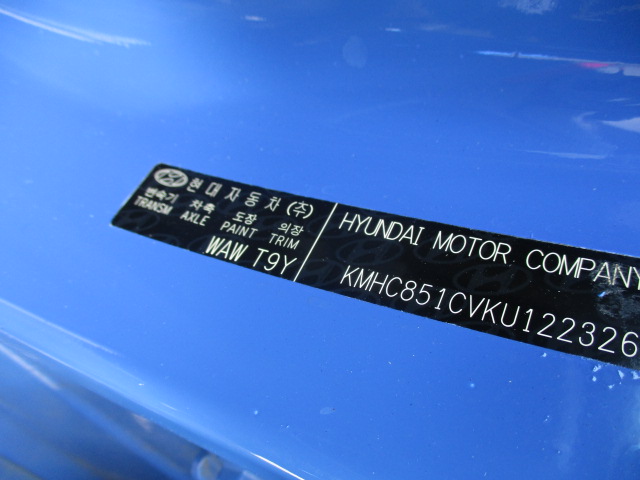 현대자동차(주)
변속기 차축 도장 의장
TRANSM AXLE PAINT TRIM
WAW T9Y
HYUNDAI MOTOR COMPANY
KMHC851CVKU122326